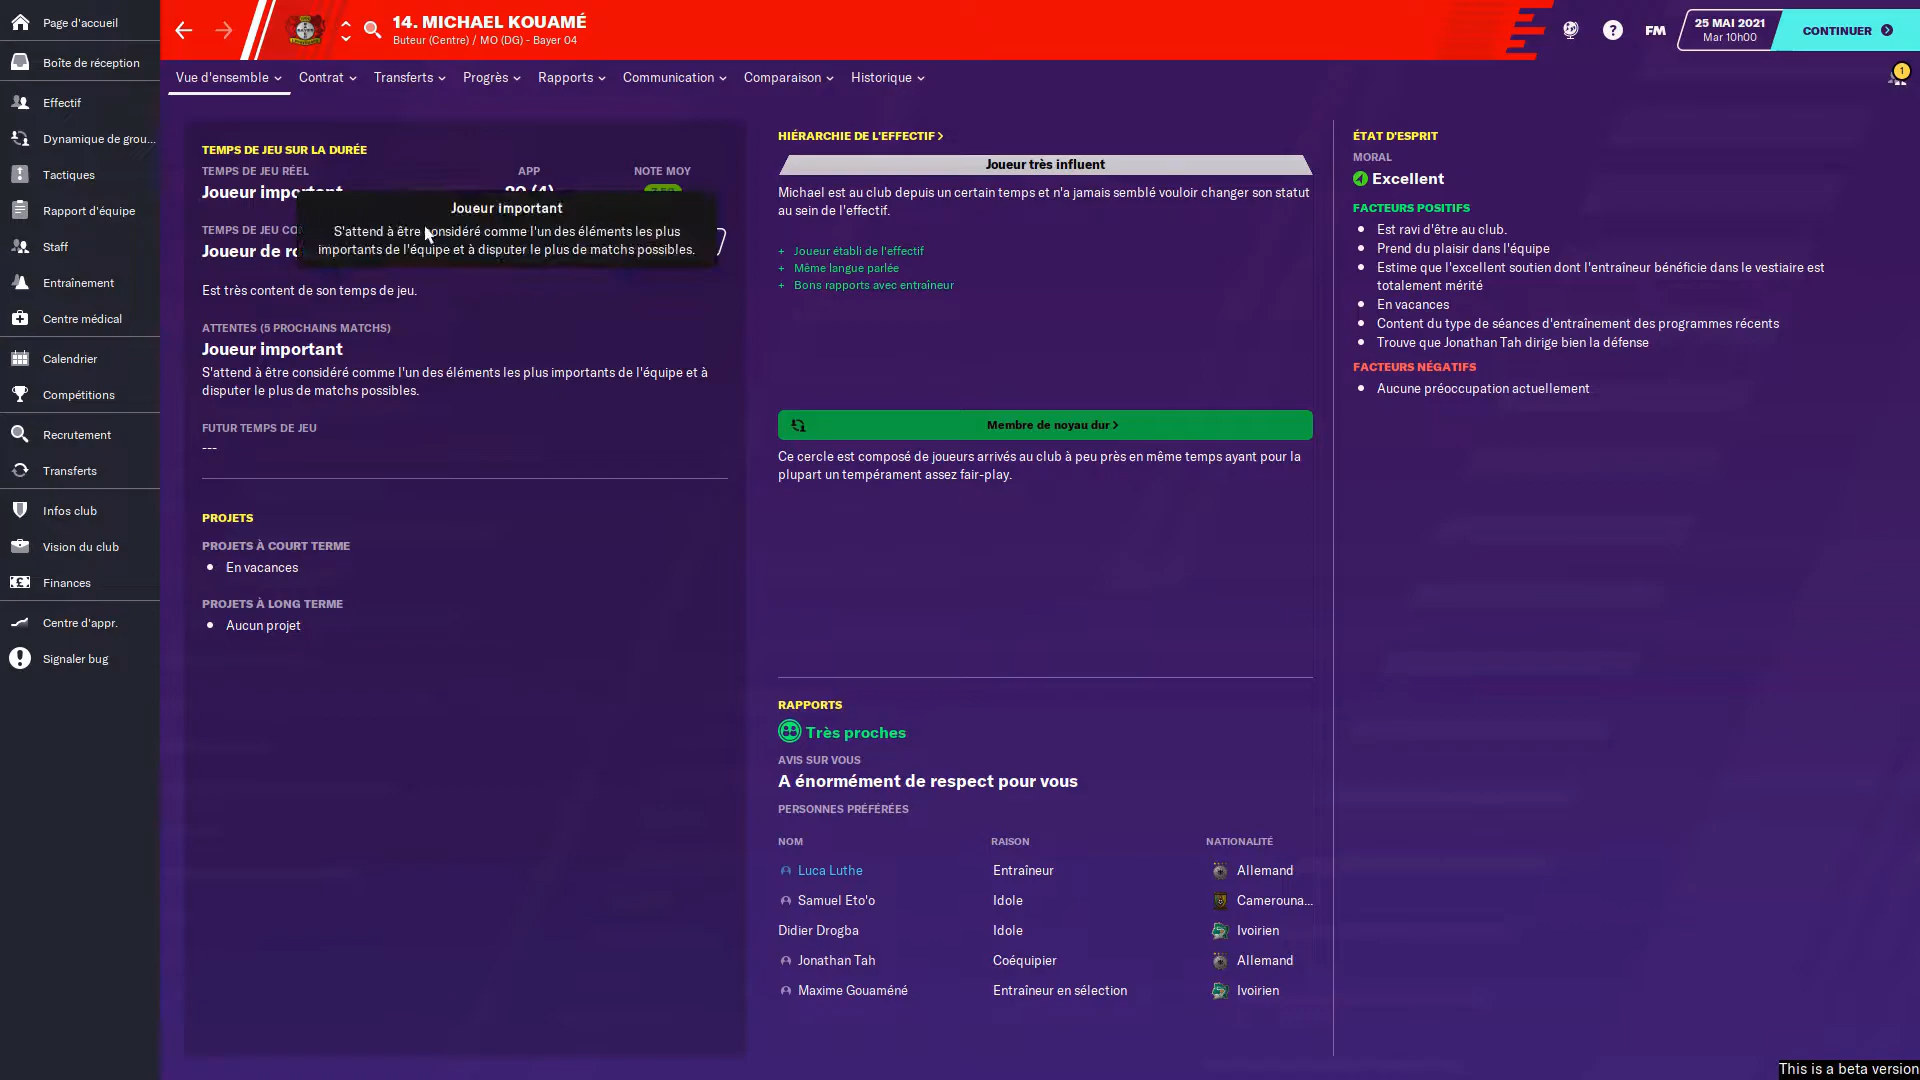 Page d'accueil
Boîte de réception
Effectif
Dynamique de grou...
Tactiques
Rapport d'équipe
Staff
Entraînement
Centre médical
Calendrier
Compétitions
Recrutement
Transferts
Infos club
Vision du club
Finances
Centre d'appr.
Signaler bug
14. MICHAEL KOUAMÉ
Buteur (Centre) / MO (DG) - Bayer 04
FM
25 MAI 2021
Mar 10h00
CONTINUER
1
Vue d'ensemble
Contrat
Transferts
Progrès
Rapports
Communication
Comparaison
Historique
TEMPS DE JEU SUR LA DURÉE
TEMPS DE JEU RÉEL APP NOTE MOY
Joueur important
TEMPS DE JEU
Joueur de
Joueur important
S'attend à être considéré comme l'un des éléments les plus
importants de l'équipe et à disputer le plus de matchs possibles.
Est très content de son temps de jeu.
ATTENTES (5 PROCHAINS MATCHS)
Joueur important
S'attend à être considéré comme l'un des éléments les plus importants de l'équipe et à
disputer le plus de matchs possibles.
FUTUR TEMPS DE JEU
---
PROJETS
PROJETS À COURT TERME
En vacances
PROJETS À LONG TERME
Aucun projet
HIÉRARCHIE DE L'EFFECTIF >
Joueur très influent
Michael est au club depuis un certain temps et n'a jamais semblé vouloir changer son statut
au sein de l'effectif.
+ Joueur établi de l'effectif
+ Même langue parlée
+ Bons rapports avec entraîneur
Membre de noyau dur >
Ce cercle est composé de joueurs arrivés au club à peu près en même temps ayant pour la
plupart un tempérament assez fair-play.
RAPPORTS
Très proches
AVIS SUR VOUS
A énormément de respect pour vous
PERSONNES PRÉFÉRÉES
NOM RAISON NATIONALITÉ
Luca Luthe Entraîneur Allemand
Samuel Eto'o Idole Camerouna...
Didier Drogba Idole Ivoirien
Jonathan Tah Coéquipier Allemand
Maxime Gouaméné Entraîneur en sélection Ivoirien
ÉTAT D'ESPRIT
MORAL
Excellent
FACTEURS POSITIFS
Est ravi d'être au club.
Prend du plaisir dans l'équipe
Estime que l'excellent soutien dont l'entraîneur bénéficie dans le vestiaire est
totalement mérité
En vacances
Content du type de séances d'entraînement des programmes récents
Trouve que Jonathan Tah dirige bien la défense
FACTEURS NÉGATIFS
Aucune préoccupation actuellement
This is a beta version